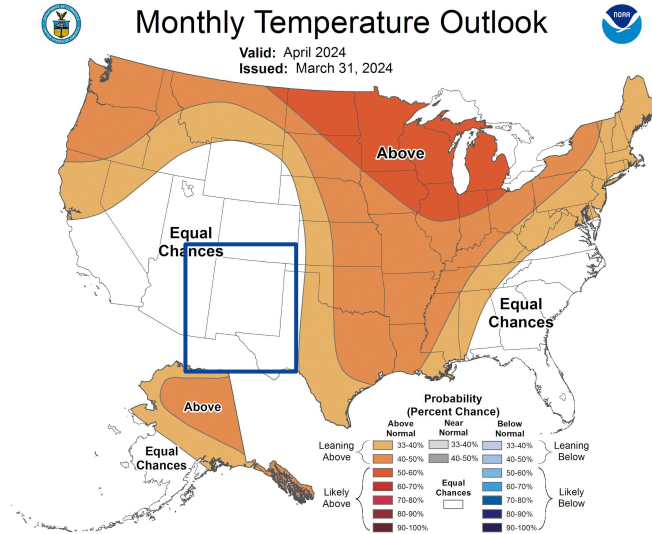 Monthly Temperature Outlook
NOAA
Valid: April 2024
Issued: March 31, 2024
Above
Equal
Chances
Equal
Chances
Above
Equal
Chances
Probability
(Percent Chance)
Above
Normal
Near
Normal
Below
Normal
Leaning
Above
33-40%
33-40%
33-40%
Leaning
Below
40-50%
40-50%
40-50%
50-60%
50-60%
60-70%
Equal
Chances
60-70%
Likely
Above
70-80%
70-80%
Likely
Below
80-90%
80-90%
90-100%
90-100%